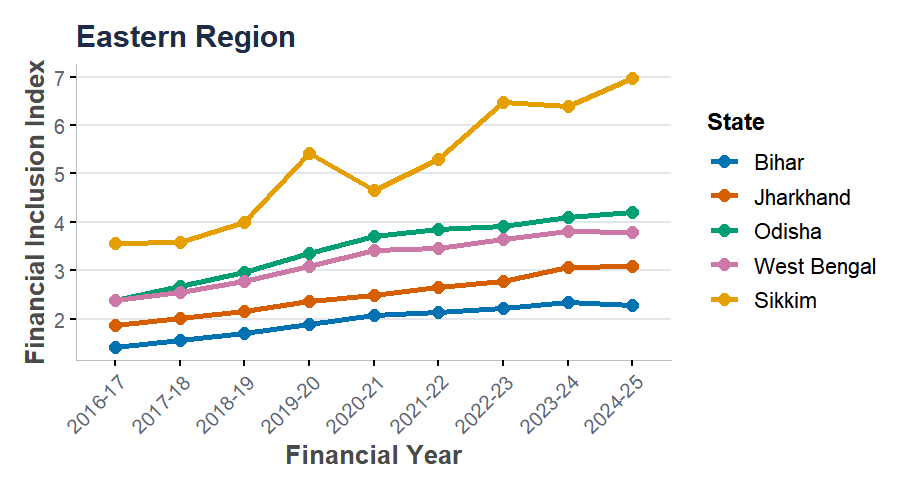 Eastern Region
Financial Inclusion Index
7
6
5
4
3
2
2016-17
2017-18
2018-19
2019-20
2020-21
2021-22
2022-23
2023-24
2024-25
Financial Year
State
Bihar
Jharkhand
Odisha
West Bengal
Sikkim